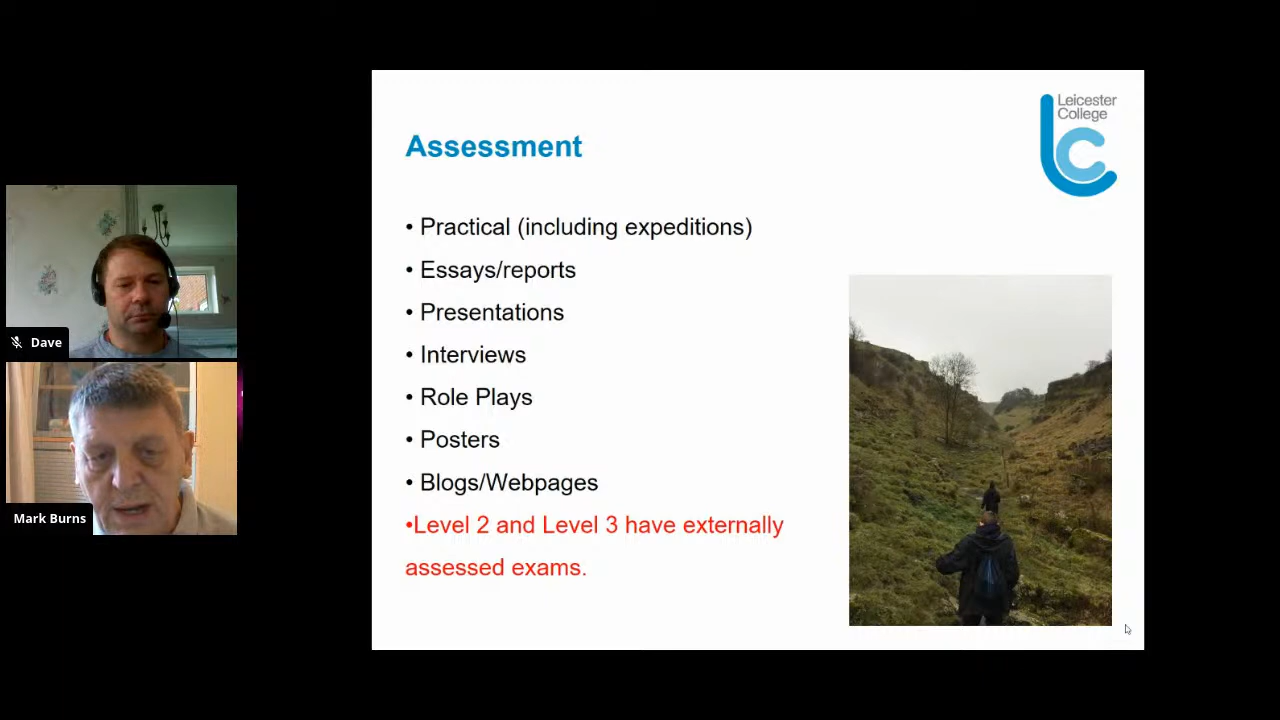 Leicester
College
Assessment
• Practical (including expeditions)
• Essays/reports
• Presentations
• Interviews
• Role Plays
• Posters
• Blogs/Webpages
•Level 2 and Level 3 have externally
assessed exams.
Dave
Mark Burns